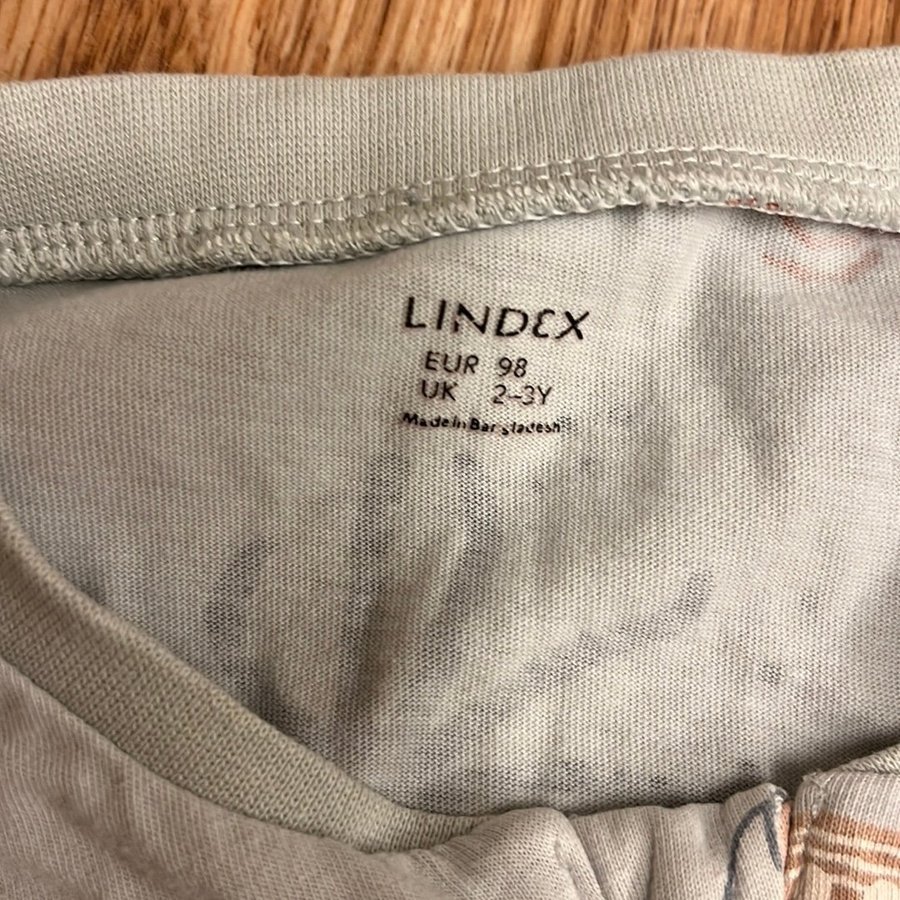 LINDEX
EUR 98
UK 2-3Y
Made in Bangladesh